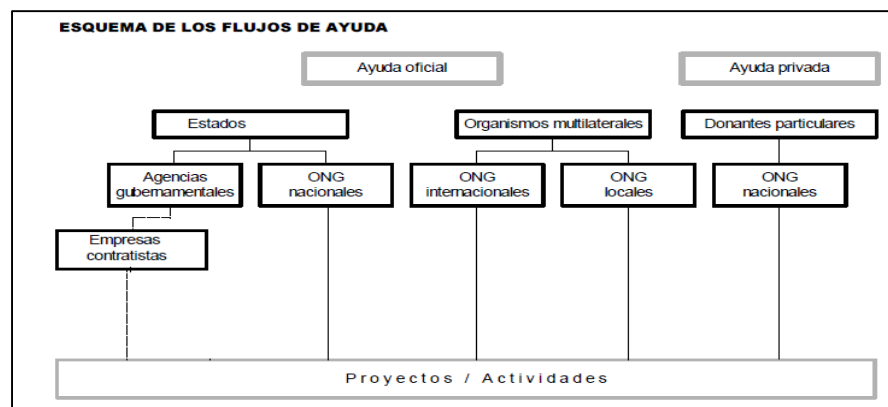 ESQUEMA DE LOS FLUJOS DE AYUDA
Ayuda oficial
Ayuda privada
Estados
Organismos multilaterales
Donantes particulares
Agencias
gubernamentales
ONG
nacionales
ONG
internacionales
ONG
locales
ONG
nacionales
Empresas
contratistas
Proyectos / Actividades